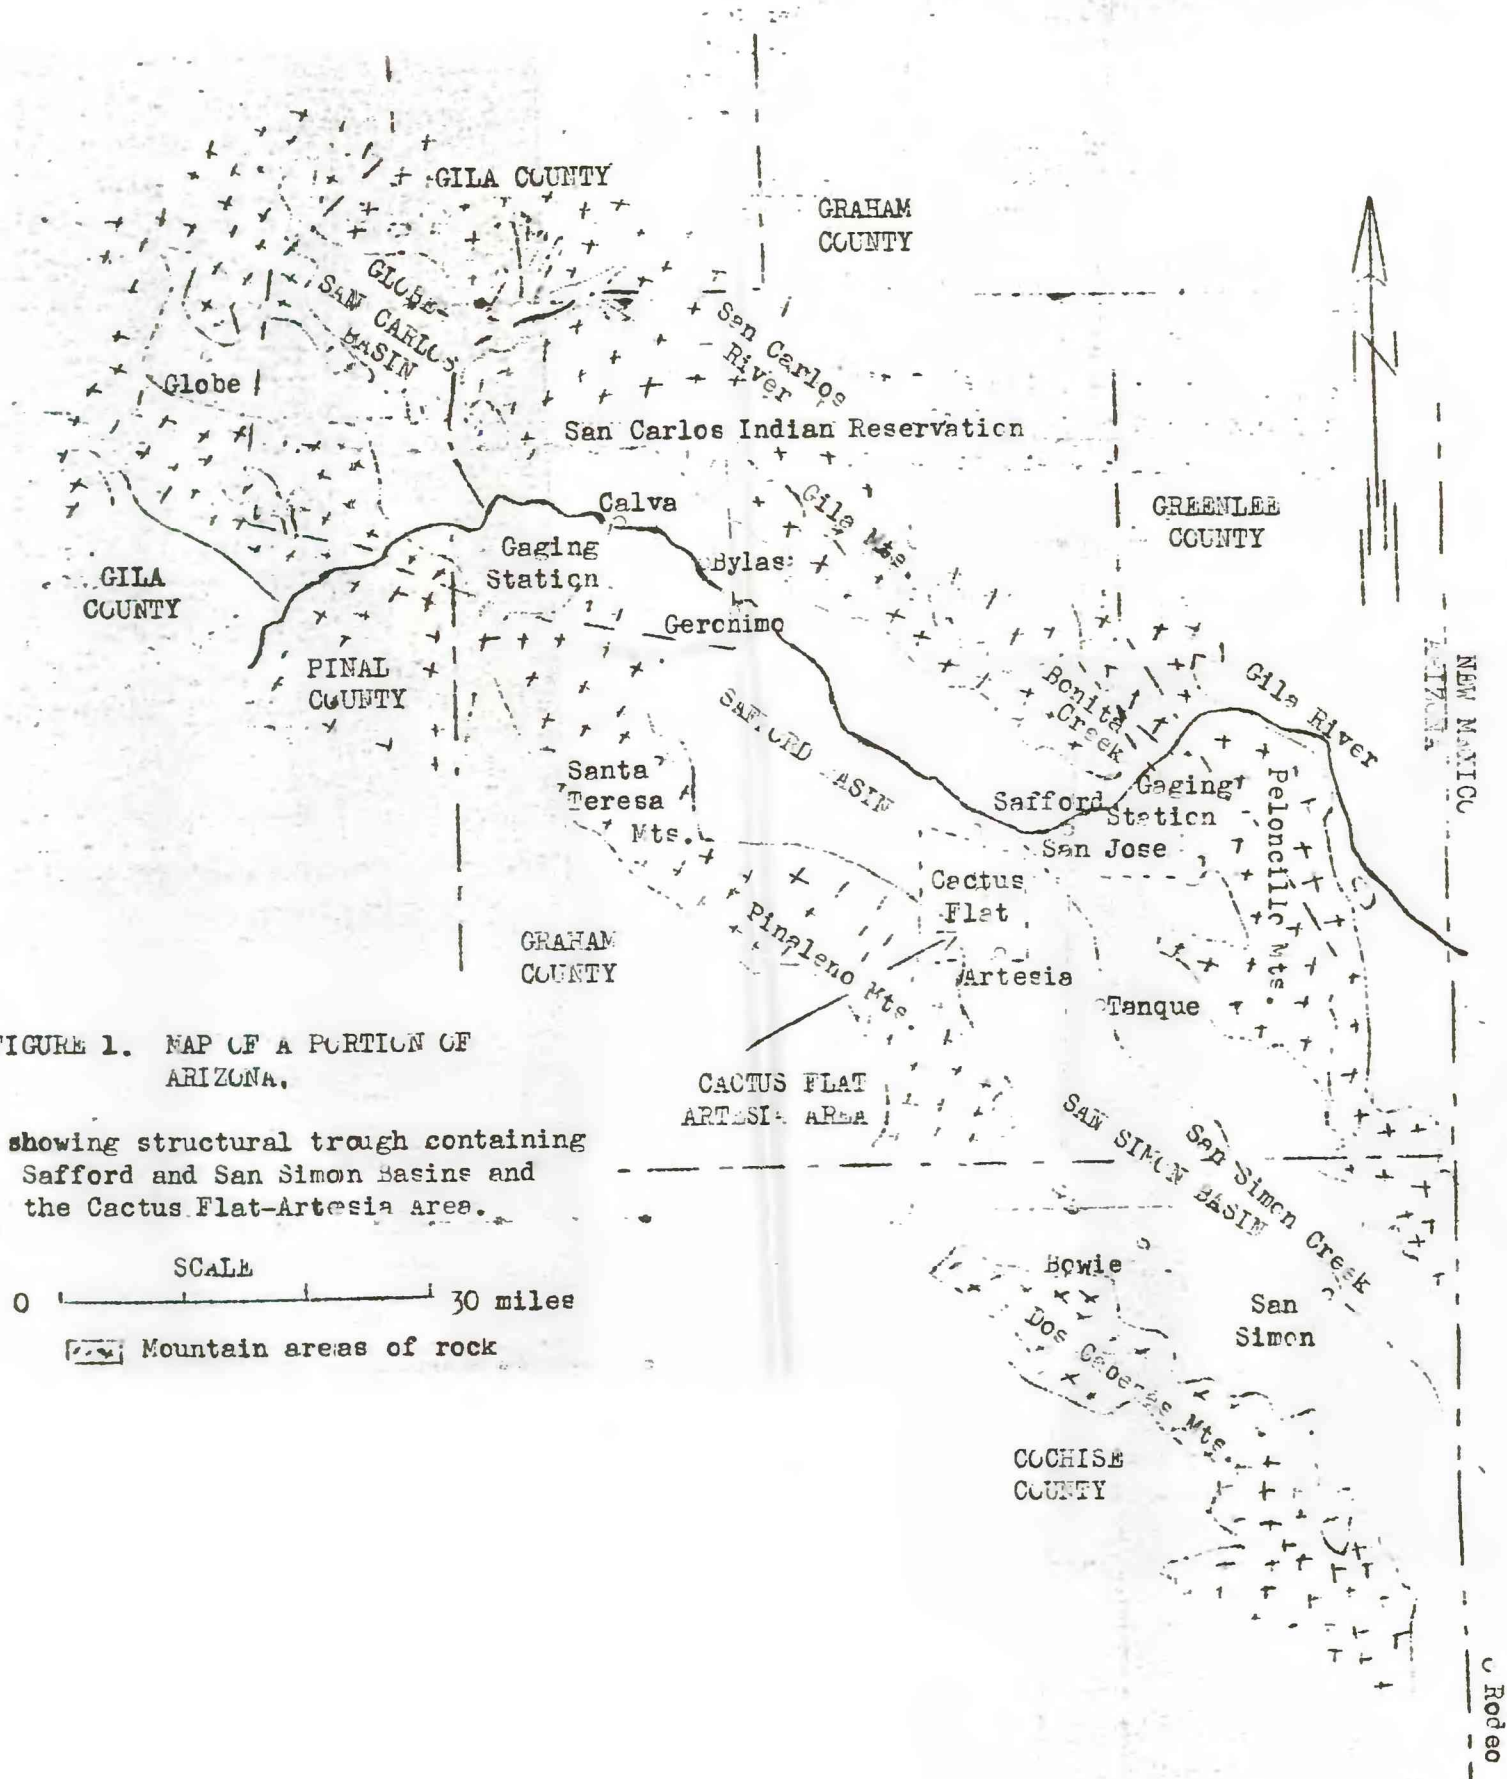 GILA COUNTY
GRAHAM
COUNTY
GLOBE-
SAN CARLOS
BASIN
San Carlos
River
Globe
San Carlos Indian Reservation
Calva
Gila Mts.
GREENLEE
COUNTY
Gaging
Station
Bylas
GILA
COUNTY
Geronimo
PINAL
COUNTY
Bonita
Creek
Gila River
NEW MEXICO
ARIZONA
SAFFORD BASIN
Santa
Teresa
Mts.
Safford
Gaging
Station
San Jose
Peloncillo Mts.
Cactus
Flat
Pinaleno Mts.
GRAHAM
COUNTY
Artesia
Tanque
FIGURE 1. MAP OF A PORTION OF
ARIZONA.
CACTUS FLAT
ARTESIA AREA
showing structural trough containing
Safford and San Simon Basins and
the Cactus Flat-Artesia Area.
SAN SIMON BASIN
San Simon Creek
SCALE
0 30 miles
Mountain areas of rock
Bowie
San
Simon
Dos Cabezas Mts.
COCHISE
COUNTY
Rodeo